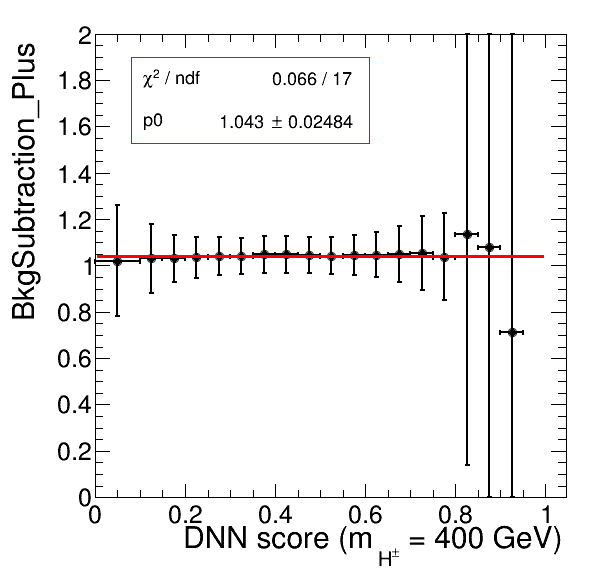 BkgSubtraction_Plus
2
1.8
1.6
1.4
1.2
1
0.8
0.6
0.4
0.2
0
χ² / ndf 0.066 / 17
p0 1.043 ± 0.02484
0 0.2 0.4 0.6 0.8 1
DNN score (m_H± = 400 GeV)